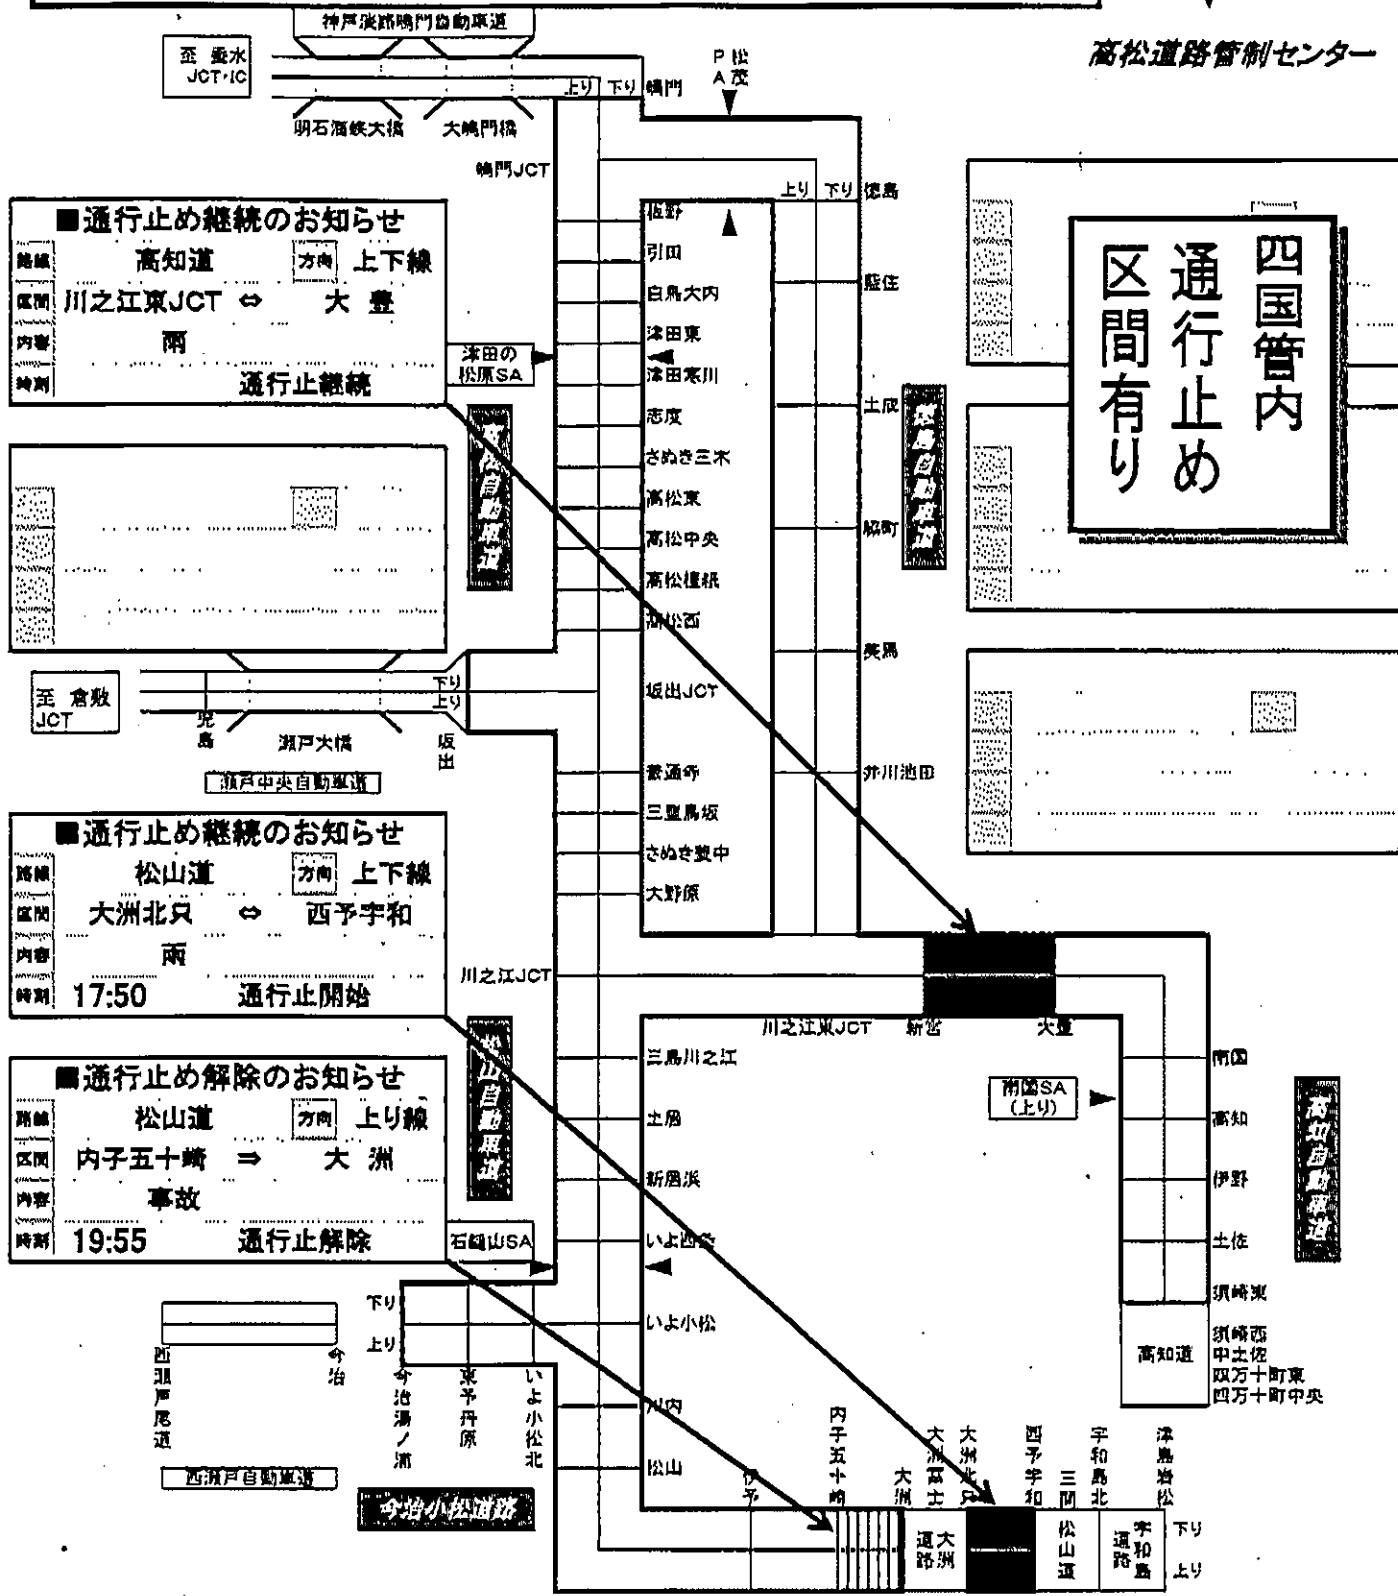 神戸淡路鳴門自動車道
至 垂水
JCT・IC
高松道路管制センター
P 松
A 茂
上り 下り 鳴門
明石海峡大橋 大鳴門橋
鳴門JCT
上り 下り 徳島
■通行止め継続のお知らせ
路線 高知道 方向 上下線
区間 川之江東JCT ⇔ 大 豊
内容 雨
時刻 通行止継続
板野
引田
白鳥大内
津田東
津田寒川
志度
さぬき三木
高松東
高松中央
高松檀紙
高松西
坂出JCT
善通寺
三豊鳥坂
さぬき豊中
大野原
津田の
松原SA
藍住
土成
脇町
美馬
井川池田
四国管内
通行止め
区間有り
至 倉敷
JCT
下り
上り
児島
瀬戸大橋
坂出
瀬戸中央自動車道
■通行止め継続のお知らせ
路線 松山道 方向 上下線
区間 大洲北只 ⇔ 西予宇和
内容 雨
時刻 17:50 通行止開始
川之江JCT
川之江東JCT 新宮 大豊
■通行止め解除のお知らせ
路線 松山道 方向 上り線
区間 内子五十崎 ⇒ 大 洲
内容 事故
時刻 19:55 通行止解除
松山自動車道
三島川之江
土居
新居浜
いよ西条
いよ小松
川内
松山
石鎚山SA
南国SA
(上り)
南国
高知
伊野
土佐
須崎東
高知自動車道
高知道
須崎西
中土佐
四万十町東
四万十町中央
下り
上り
西瀬戸尾道
今治
今治湯ノ浦
東予丹原
いよ小松北
西瀬戸自動車道
今治小松道路
伊予
内子五十崎
大洲
大洲冨士
大洲北只
西予宇和
三間
宇和島北
津島岩松
大洲
道路
松山道
宇和島
道路
下り
上り